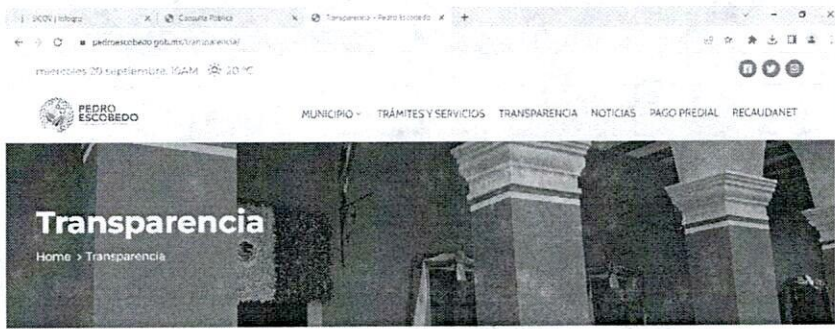 Consulta Pública
Transparencia - Pedro Escobedo
pedroescobedo.gob.mx/transparencia/
miércoles 20 septiembre, 10AM 20 °C
PEDRO
ESCOBEDO
MUNICIPIO TRÁMITES Y SERVICIOS TRANSPARENCIA NOTICIAS PAGO PREDIAL RECAUDANET
Transparencia
Home > Transparencia